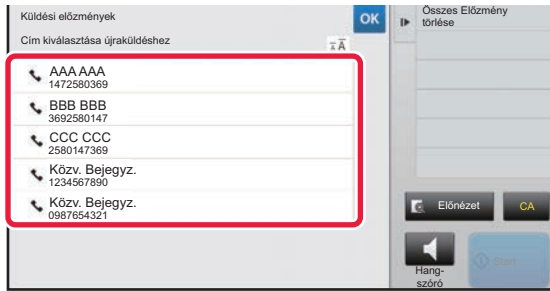 Küldési előzmények
OK
Összes Előzmény
törlése
Cím kiválasztása újraküldéshez
AAA AAA
1472580369
BBB BBB
3692580147
CCC CCC
2580147369
Közv. Bejegyz.
1234567890
Közv. Bejegyz.
0987654321
Előnézet
CA
Hang-
szóró
Start